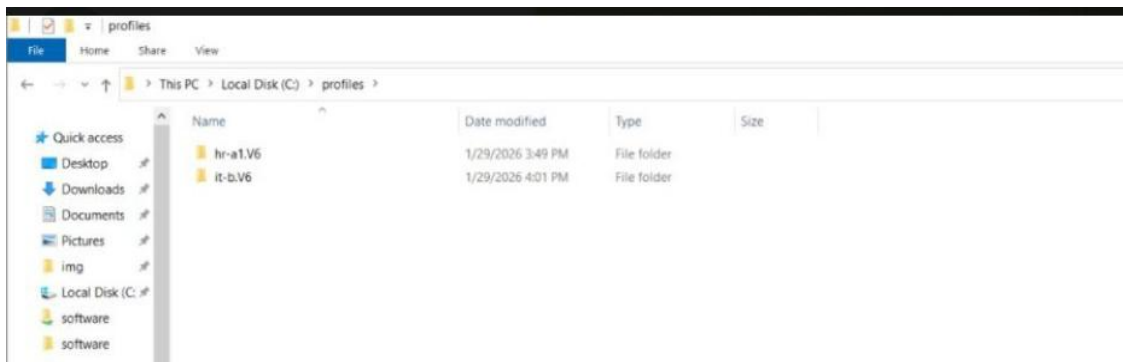 profiles
File Home Share View
This PC > Local Disk (C:) > profiles >
Name Date modified Type Size
Quick access
hr-a1.V6 1/29/2026 3:49 PM File folder
Desktop
it-b.V6 1/29/2026 4:01 PM File folder
Downloads
Documents
Pictures
img
Local Disk (C:
software
software